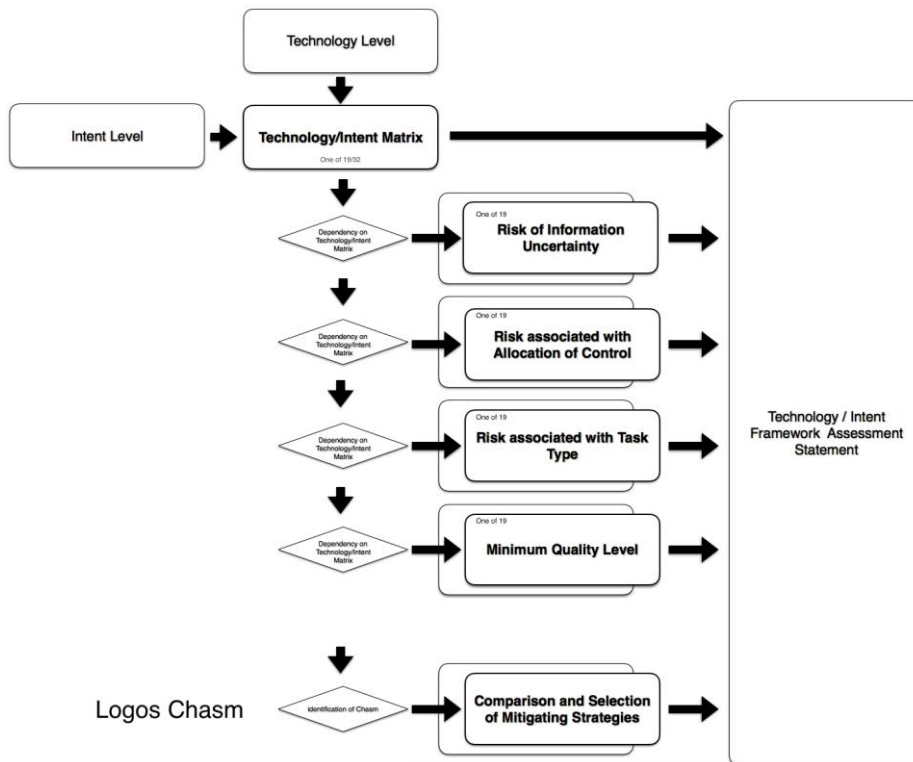 Technology Level
Intent Level
Technology/Intent Matrix
One of 19/32
Dependency on
Technology/Intent
Matrix
One of 19
Risk of Information
Uncertainty
Dependency on
Technology/Intent
Matrix
One of 19
Risk associated with
Allocation of Control
Dependency on
Technology/Intent
Matrix
One of 19
Risk associated with Task
Type
Technology / Intent
Framework Assessment
Statement
Dependency on
Technology/Intent
Matrix
One of 19
Minimum Quality Level
Logos Chasm
Identification of Chasm
Comparison and Selection
of Mitigating Strategies